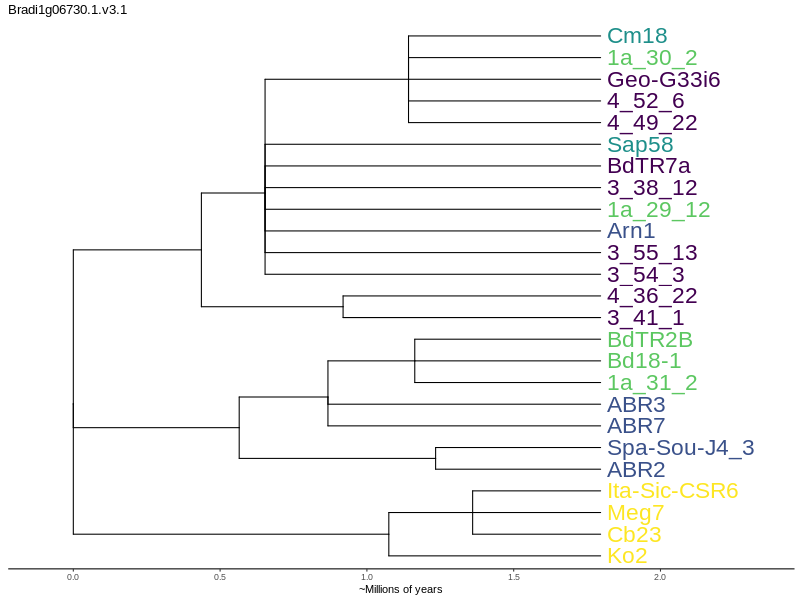 Bradi1g06730.1.v3.1
Cm18
1a_30_2
Geo-G33i6
4_52_6
4_49_22
Sap58
BdTR7a
3_38_12
1a_29_12
Arn1
3_55_13
3_54_3
4_36_22
3_41_1
BdTR2B
Bd18-1
1a_31_2
ABR3
ABR7
Spa-Sou-J4_3
ABR2
Ita-Sic-CSR6
Meg7
Cb23
Ko2
0.0 0.5 1.0 1.5 2.0
~Millions of years